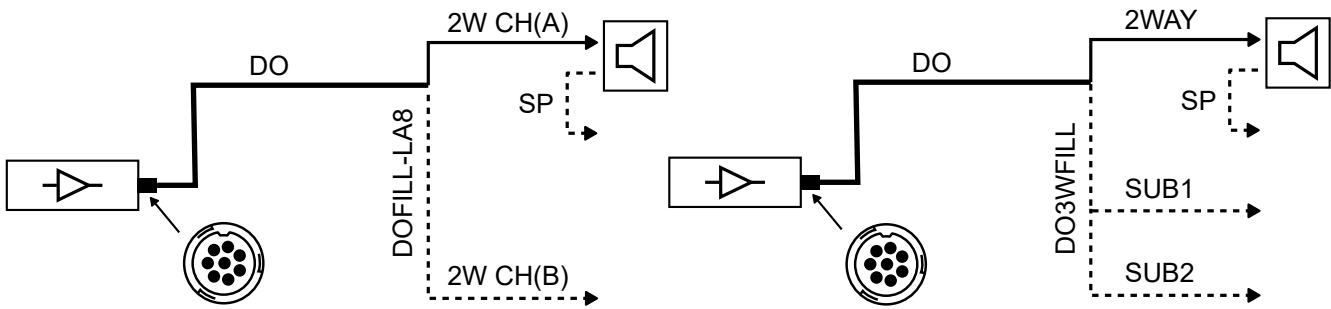 2W CH(A)
DO
SP
DOFILL-LA8
2W CH(B)
2WAY
DO
SP
DO3WFILL
SUB1
SUB2